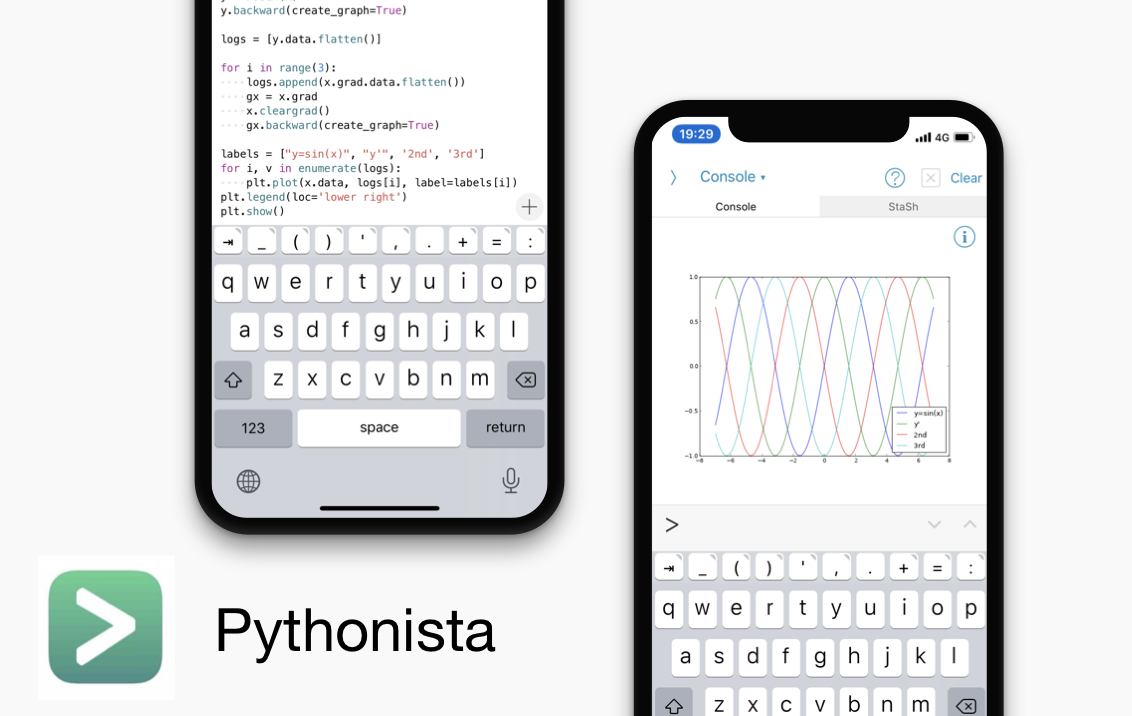 y.backward(create_graph=True)
logs = [y.data.flatten()]
for i in range(3):
····logs.append(x.grad.data.flatten())
····gx = x.grad
····x.cleargrad()
····gx.backward(create_graph=True)
labels = ["y=sin(x)", "y'", '2nd', '3rd']
for i, v in enumerate(logs):
····plt.plot(x.data, logs[i], label=labels[i])
plt.legend(loc='lower right')
plt.show()
+
⇥ _ ( ) ' , . + = :
q w e r t y u i o p
a s d f g h j k l
z x c v b n m
123 space return
Pythonista
19:29 4G
Console ▾ ? Clear
Console StaSh
i
1.0
0.5
0.0
−0.5
−1.0
−8 −6 −4 −2 0 2 4 6 8
y=sin(x)
y'
2nd
3rd
>
⇥ _ ( ) ' , . + = :
q w e r t y u i o p
a s d f g h j k l
z x c v b n m